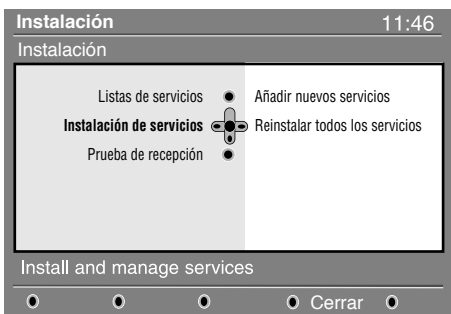 Instalación 11:46
Instalación
Listas de servicios Añadir nuevos servicios
Instalación de servicios Reinstalar todos los servicios
Prueba de recepción
Install and manage services
Cerrar